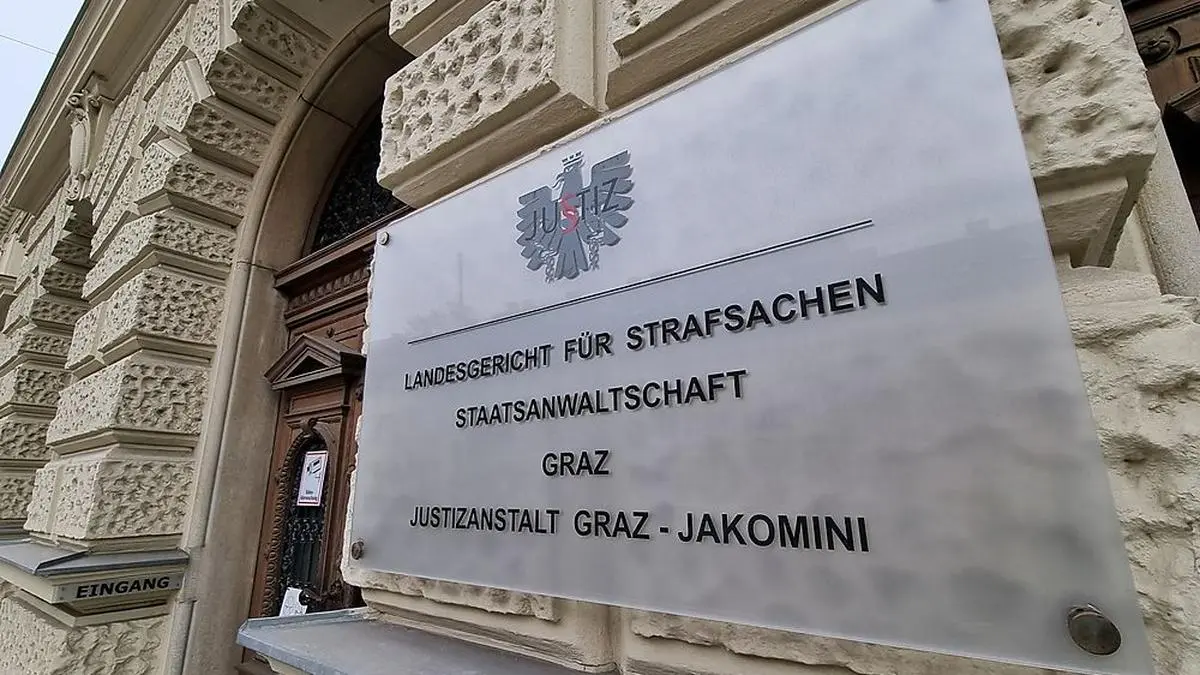 JUSTIZ
LANDESGERICHT FÜR STRAFSACHEN
STAATSANWALTSCHAFT
GRAZ
JUSTIZANSTALT GRAZ - JAKOMINI
EINGANG